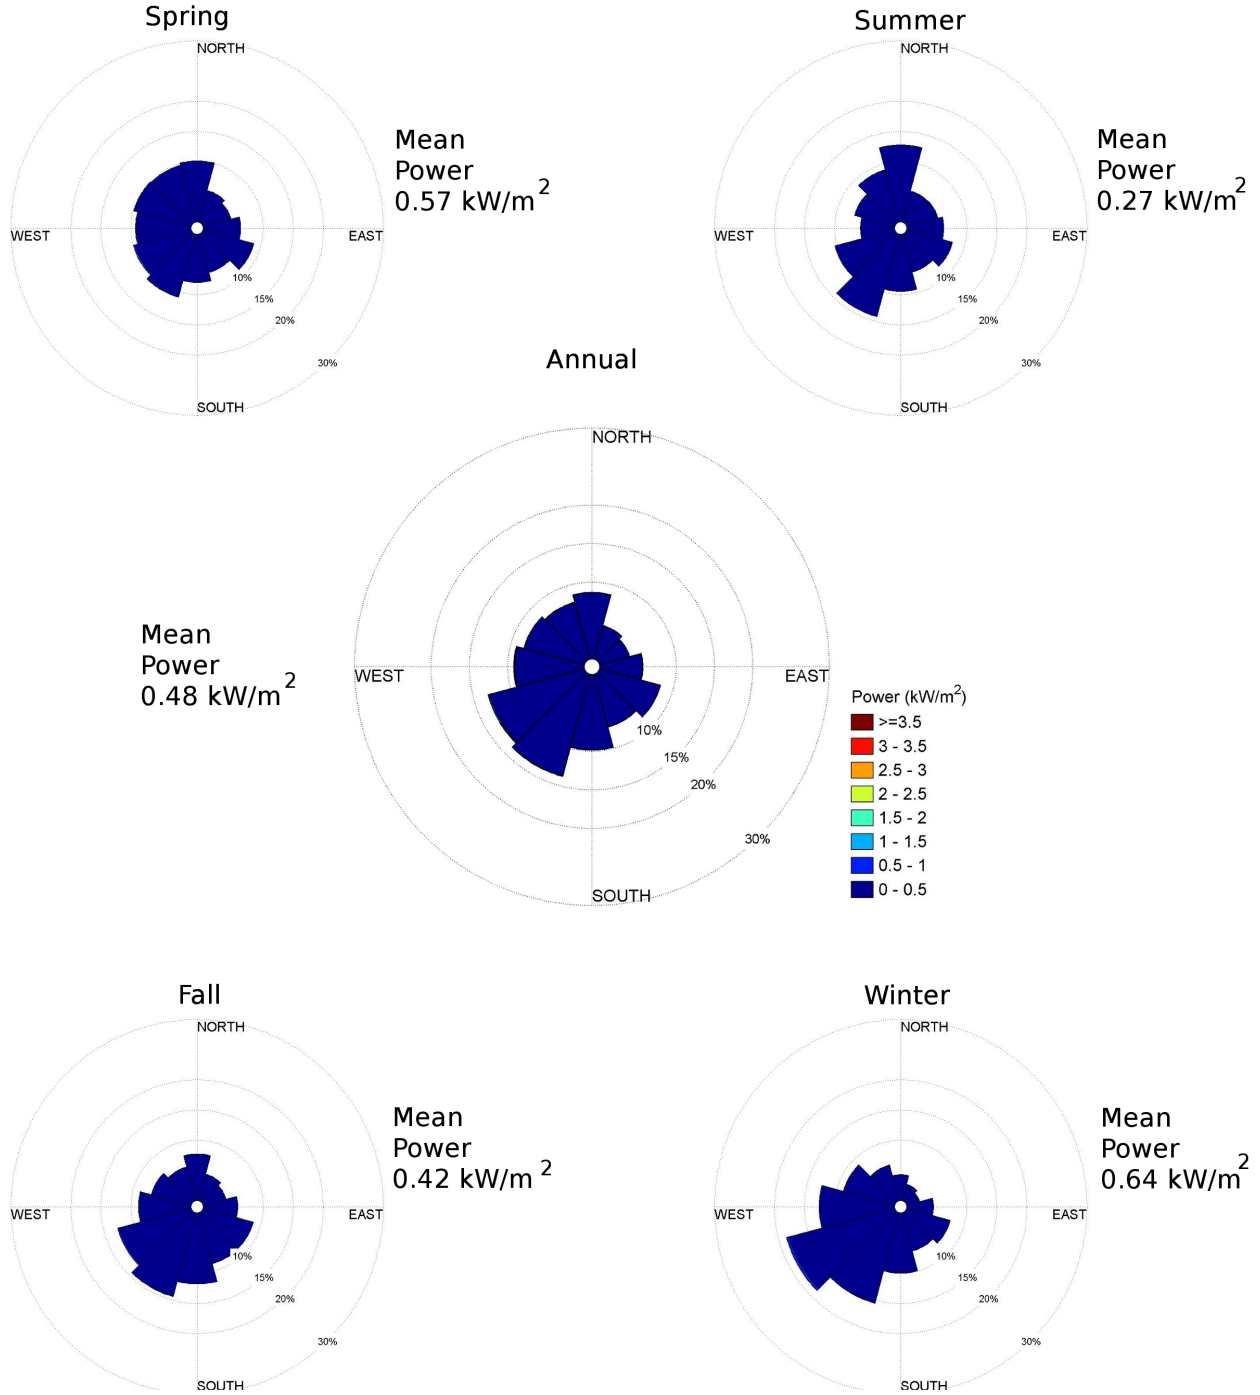 Spring
NORTH
WEST
EAST
10%
15%
20%
30%
SOUTH
Mean
Power
0.57 kW/m2
Summer
NORTH
WEST
EAST
10%
15%
20%
30%
SOUTH
Mean
Power
0.27 kW/m2
Annual
NORTH
WEST
EAST
10%
15%
20%
30%
SOUTH
Mean
Power
0.48 kW/m2
Power (kW/m2)
>=3.5
3 - 3.5
2.5 - 3
2 - 2.5
1.5 - 2
1 - 1.5
0.5 - 1
0 - 0.5
Fall
NORTH
WEST
EAST
10%
15%
20%
30%
SOUTH
Mean
Power
0.42 kW/m2
Winter
NORTH
WEST
EAST
10%
15%
20%
30%
SOUTH
Mean
Power
0.64 kW/m2